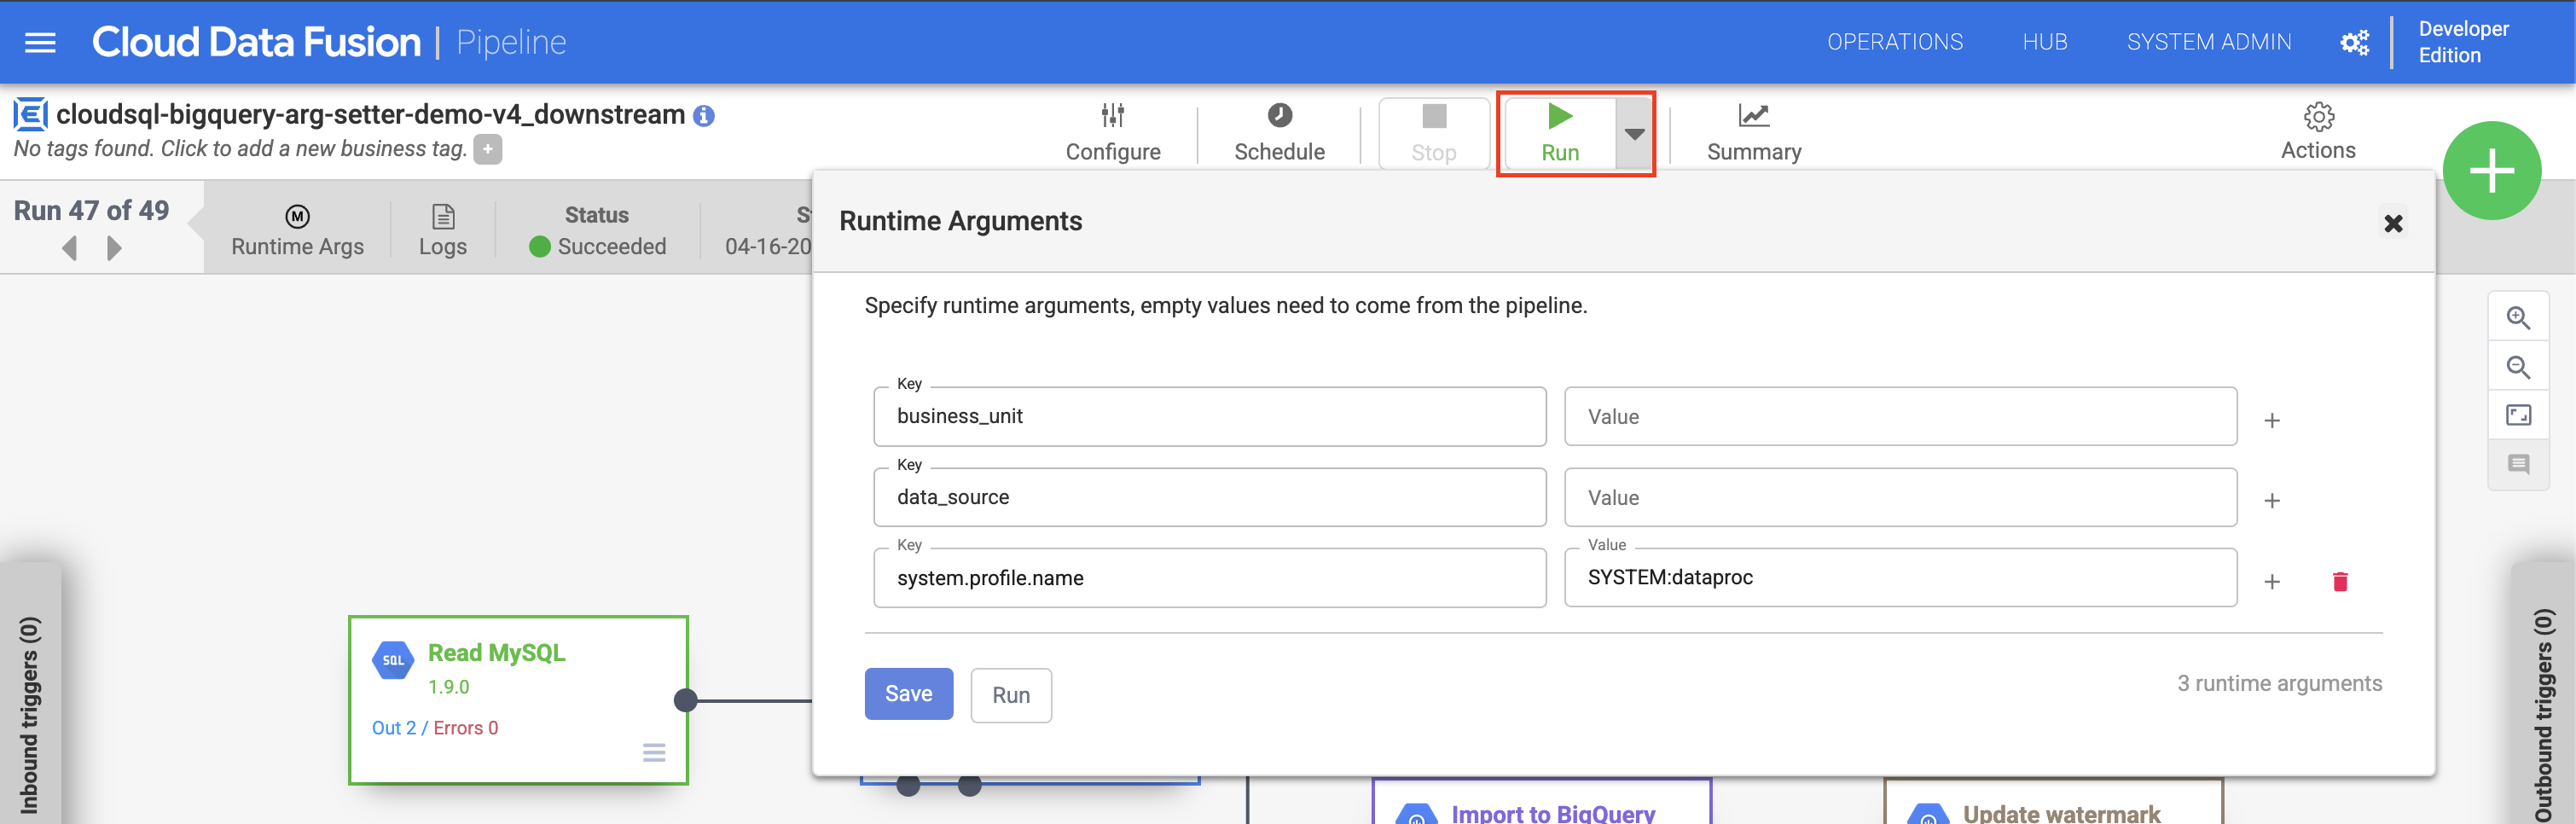 Cloud Data Fusion | Pipeline
OPERATIONS
HUB
SYSTEM ADMIN
Developer
Edition
cloudsql-bigquery-arg-setter-demo-v4_downstream
No tags found. Click to add a new business tag.
Configure
Schedule
Stop
Run
Summary
Actions
Run 47 of 49
Runtime Args
Logs
Status
Succeeded
04-16-20
Runtime Arguments
Specify runtime arguments, empty values need to come from the pipeline.
Key
business_unit
Value
Key
data_source
Value
Key
system.profile.name
Value
SYSTEM:dataproc
Save
Run
3 runtime arguments
Inbound triggers (0)
SQL
Read MySQL
1.9.0
Out 2 / Errors 0
Import to BigQuery
Update watermark
Outbound triggers (0)